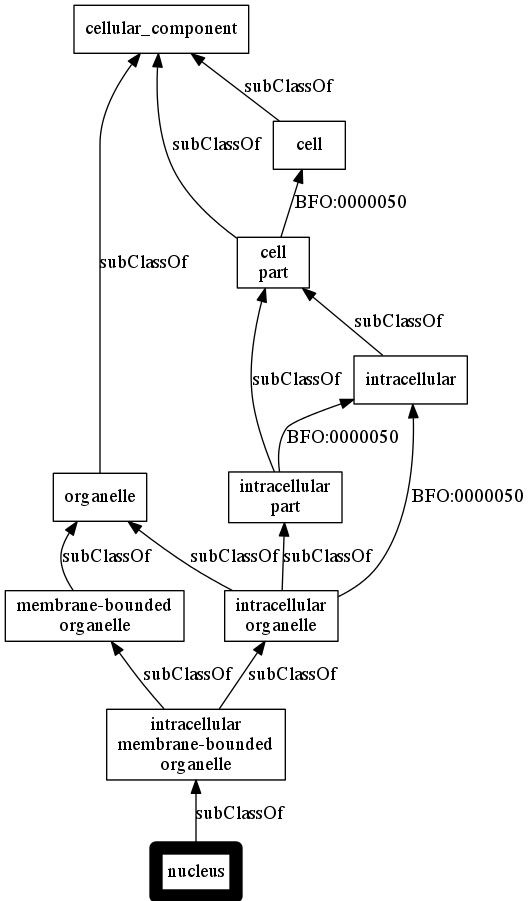 cellular_component
subClassOf
subClassOf
cell
BFO:0000050
subClassOf
cell
part
subClassOf
subClassOf
intracellular
BFO:0000050
organelle
intracellular
part
BFO:0000050
subClassOf
subClassOf
subClassOf
membrane-bounded
organelle
intracellular
organelle
subClassOf
subClassOf
intracellular
membrane-bounded
organelle
subClassOf
nucleus